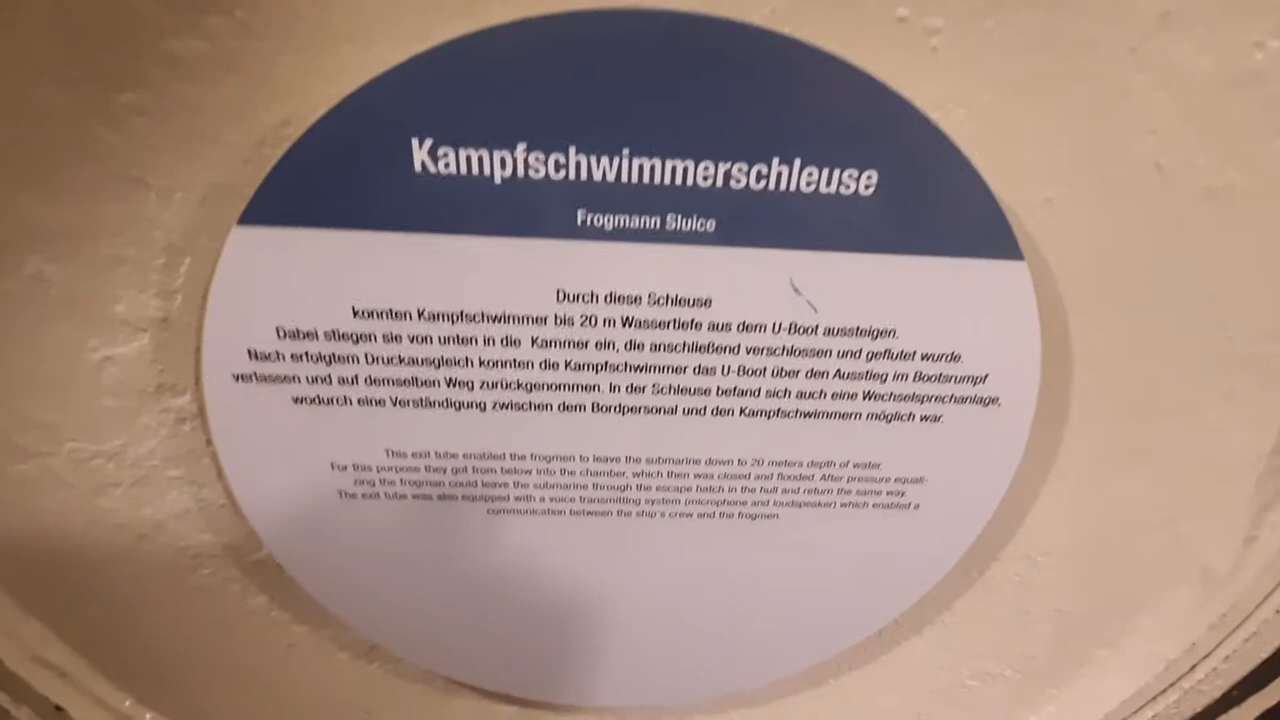 Kampfschwimmerschleuse
Frogmann Sluice
Durch diese Schleuse
konnten Kampfschwimmer bis 20 m Wassertiefe aus dem U-Boot aussteigen.
Dabei stiegen sie von unten in die Kammer ein, die anschließend verschlossen und geflutet wurde.
Nach erfolgtem Druckausgleich konnten die Kampfschwimmer das U-Boot über den Ausstieg im Bootsrumpf
verlassen und auf demselben Weg zurückgenommen. In der Schleuse befand sich auch eine Wechselsprechanlage,
wodurch eine Verständigung zwischen dem Bordpersonal und den Kampfschwimmern möglich war.
This exit tube enabled the frogmen to leave the submarine down to 20 meters depth of water.
For this purpose they got from below into the chamber, which then was closed and flooded. After pressure equali-
zing the frogman could leave the submarine through the escape hatch in the hull and return the same way.
The exit tube was also equipped with a voice transmitting system (microphone and loudspeaker) which enabled a
communication between the ship's crew and the frogmen.